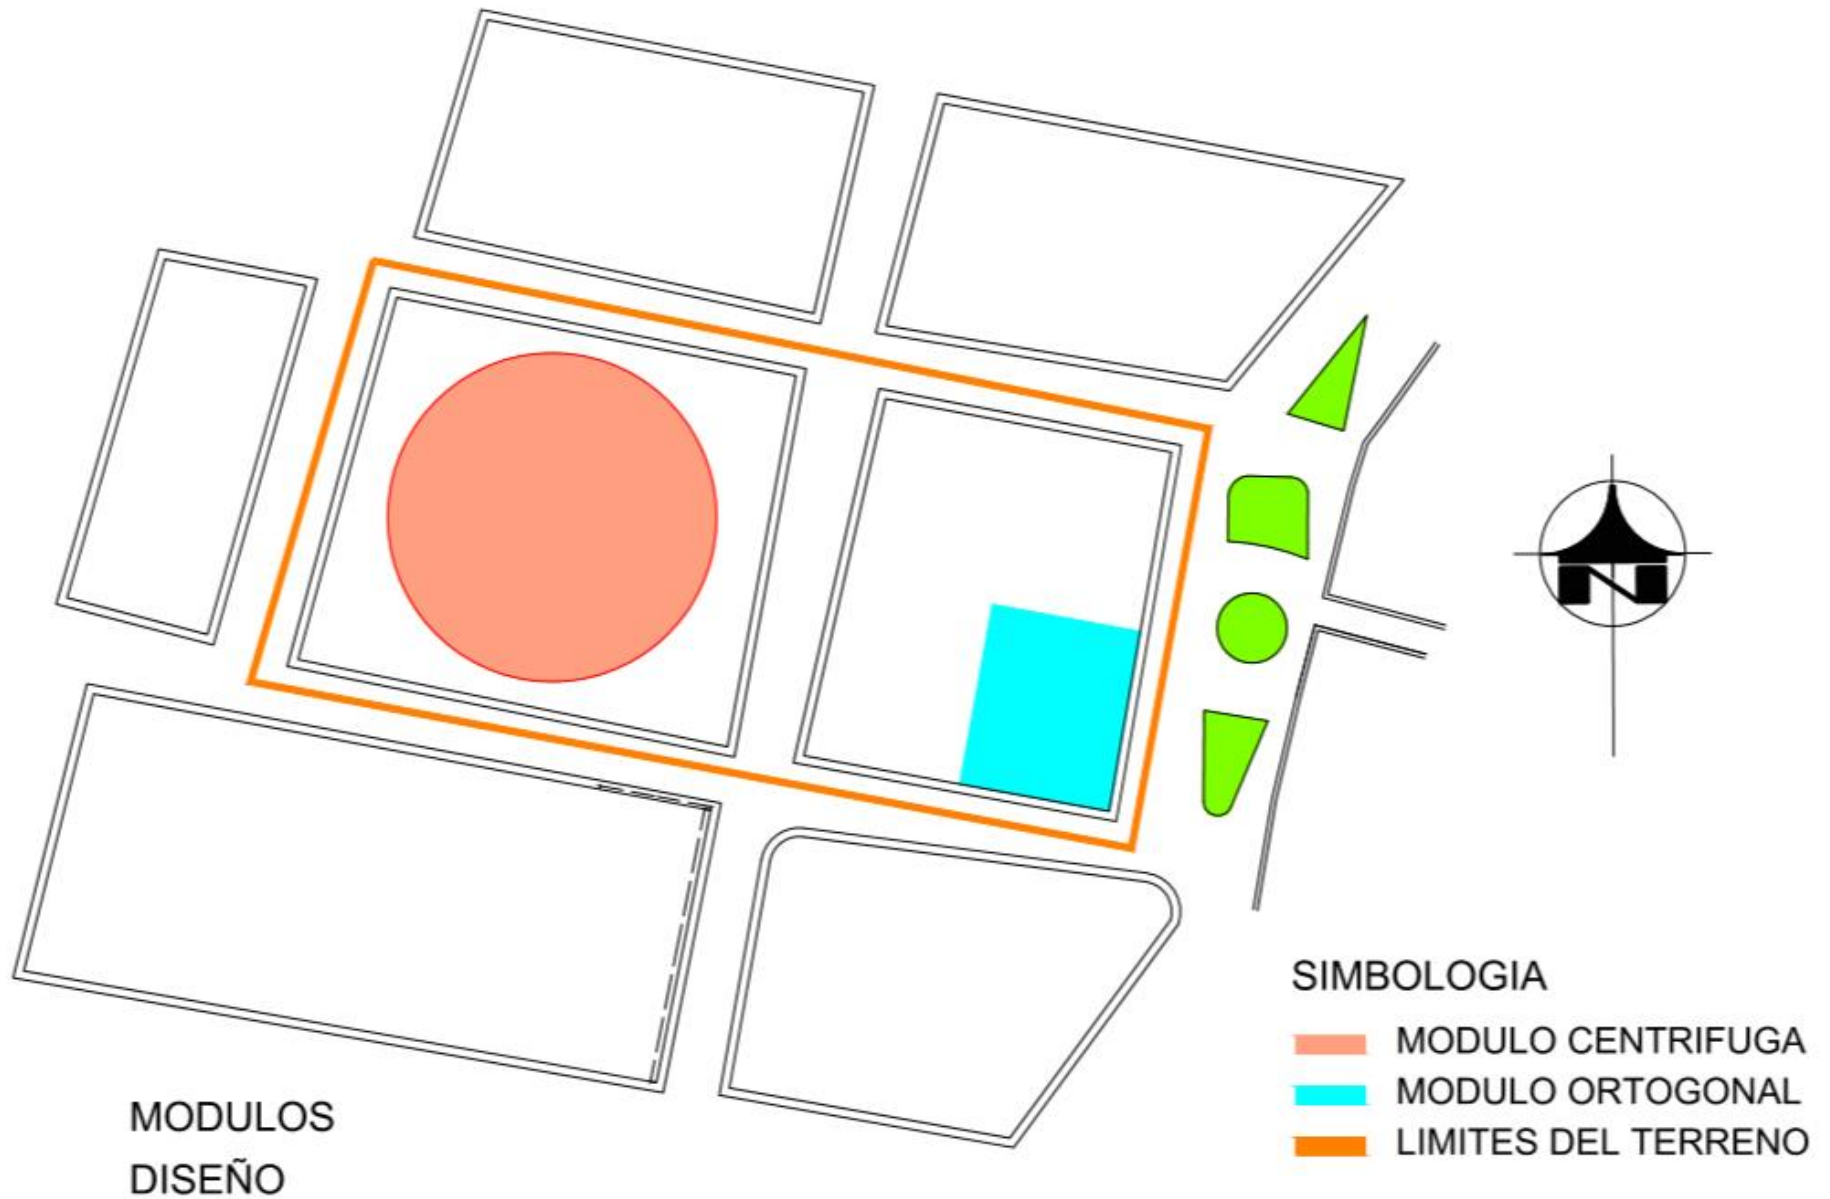 N
SIMBOLOGIA
MODULO CENTRIFUGA
MODULO ORTOGONAL
LIMITES DEL TERRENO
MODULOS
DISEÑO